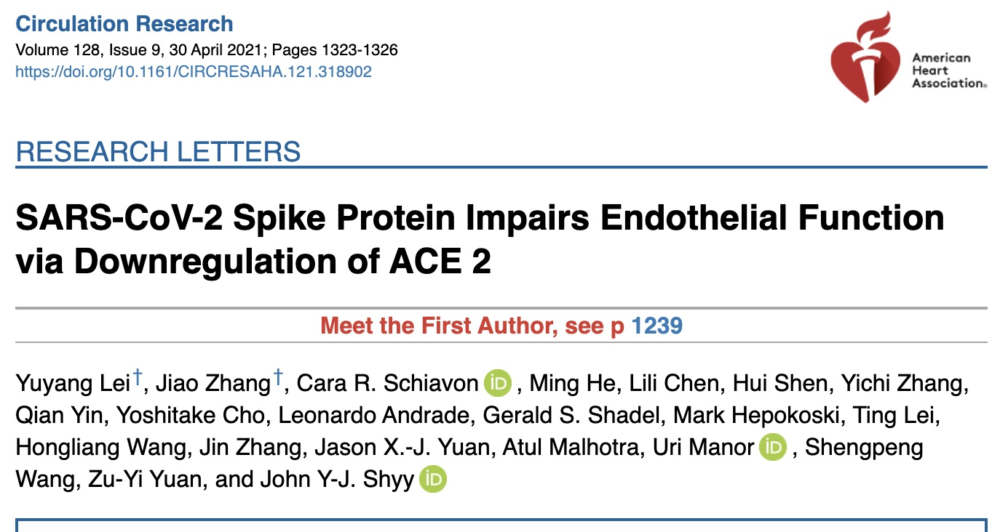 Circulation Research
Volume 128, Issue 9, 30 April 2021; Pages 1323-1326
https://doi.org/10.1161/CIRCRESAHA.121.318902
American
Heart
Association®
RESEARCH LETTERS
SARS-CoV-2 Spike Protein Impairs Endothelial Function
via Downregulation of ACE 2
Meet the First Author, see p 1239
Yuyang Lei†, Jiao Zhang†, Cara R. Schiavon iD , Ming He, Lili Chen, Hui Shen, Yichi Zhang,
Qian Yin, Yoshitake Cho, Leonardo Andrade, Gerald S. Shadel, Mark Hepokoski, Ting Lei,
Hongliang Wang, Jin Zhang, Jason X.-J. Yuan, Atul Malhotra, Uri Manor iD , Shengpeng
Wang, Zu-Yi Yuan, and John Y-J. Shyy iD